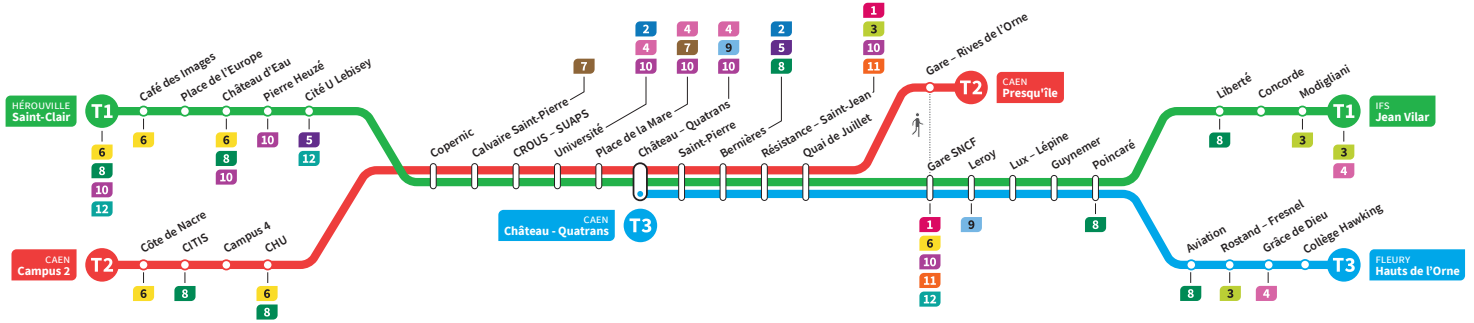 HÉROUVILLE
Saint-Clair
T1
6
8
10
12
Café des Images
6
Place de l'Europe
Château d'Eau
6
8
10
Pierre Heuzé
10
Cité U Lebisey
5
12
CAEN
Campus 2
T2
Côte de Nacre
6
CITIS
8
Campus 4
CHU
6
8
Copernic
Calvaire Saint-Pierre
7
CROUS – SUAPS
Université
2
4
10
Place de la Mare
4
7
10
Château – Quatrans
4
9
10
CAEN
Château - Quatrans
T3
Saint-Pierre
Bernières
2
5
8
Résistance – Saint-Jean
1
3
10
11
Quai de Juillet
Gare – Rives de l'Orne
T2
CAEN
Presqu'île
Gare SNCF
1
6
10
11
12
Leroy
9
Lux – Lépine
Guynemer
Poincaré
8
Liberté
8
Concorde
Modigliani
3
T1
3
4
IFS
Jean Vilar
Aviation
8
Rostand – Fresnel
3
Grâce de Dieu
4
Collège Hawking
T3
FLEURY
Hauts de l'Orne